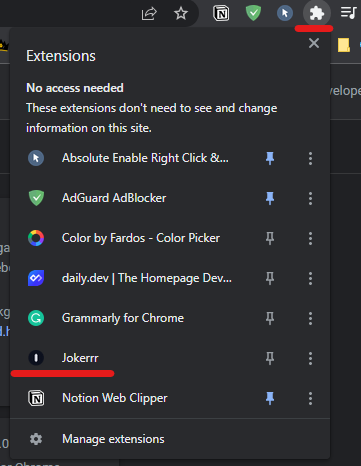 Extensions
No access needed
These extensions don't need to see and change
information on this site.
Absolute Enable Right Click &...
AdGuard AdBlocker
Color by Fardos - Color Picker
daily.dev | The Homepage Dev...
Grammarly for Chrome
Jokerrr
Notion Web Clipper
Manage extensions